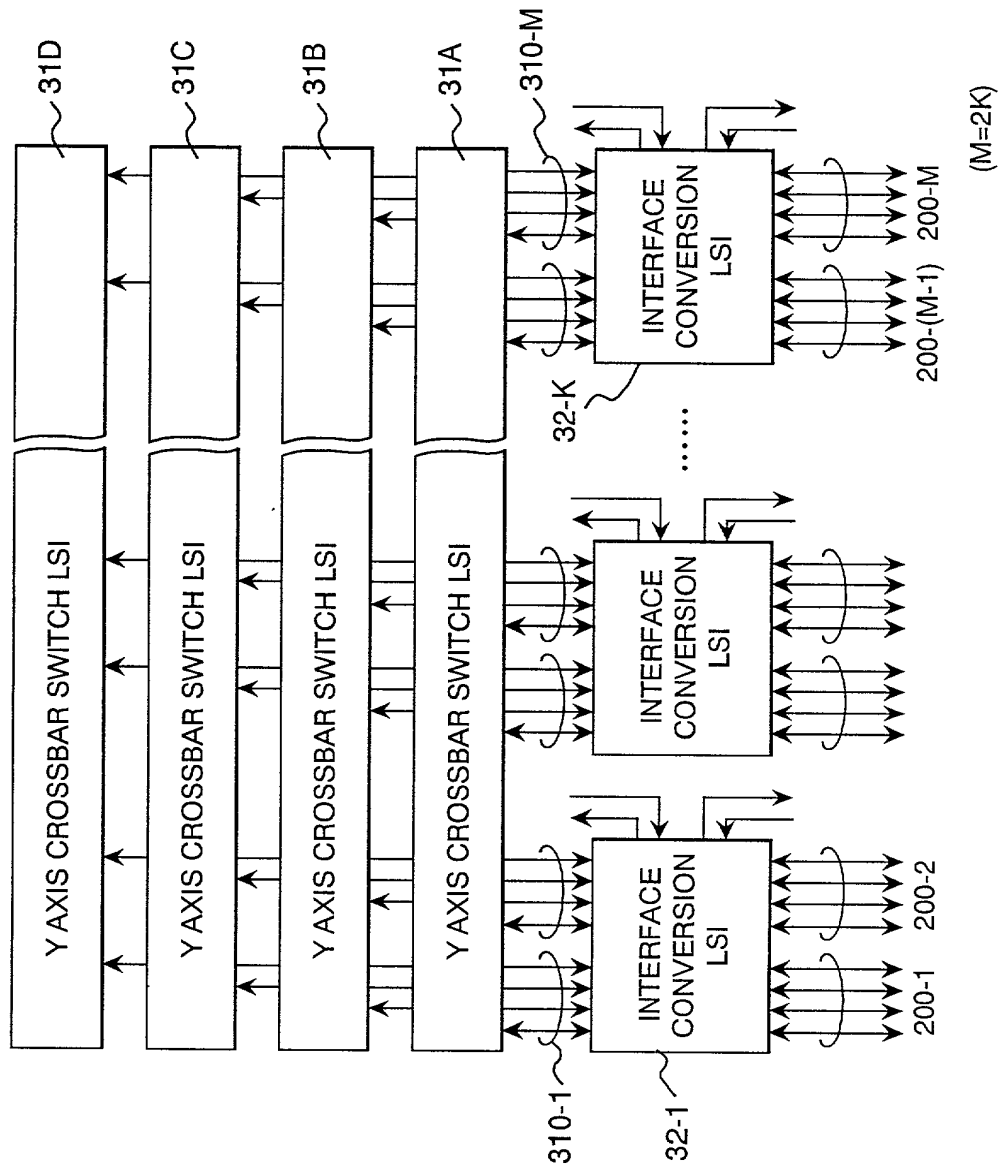 Y AXIS CROSSBAR SWITCH LSI
31D
Y AXIS CROSSBAR SWITCH LSI
31C
Y AXIS CROSSBAR SWITCH LSI
31B
Y AXIS CROSSBAR SWITCH LSI
31A
310-1
310-M
INTERFACE
CONVERSION
LSI
INTERFACE
CONVERSION
LSI
......
INTERFACE
CONVERSION
LSI
32-1
32-K
200-1
200-2
200-(M-1)
200-M
(M=2K)